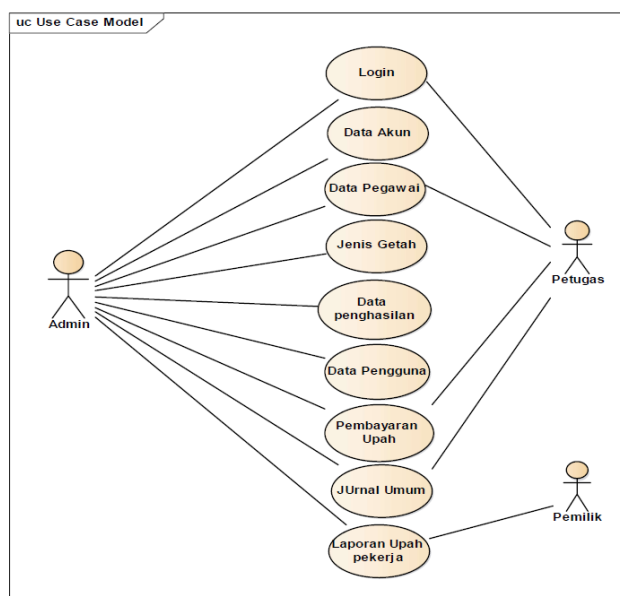 uc Use Case Model
Login
Data Akun
Data Pegawai
Jenis Getah
Data
penghasilan
Data Pengguna
Pembayaran
Upah
JUrnal Umum
Laporan Upah
pekerja
Admin
Petugas
Pemilik